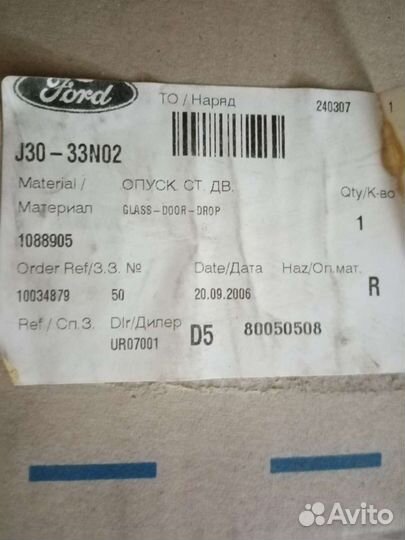 Ford
TO / Наряд
240307
1
J30-33N02
Material / ОПУСК. СТ. ДВ. Qty/К-во
Материал GLASS-DOOR-DROP 1
1088905
Order Ref/З.З. № Date/Дата Haz/Оп.мат.
10034879 50 20.09.2006 R
Ref / Сп.З. Dlr/Дилер D5 80050508
UR07001
Avito